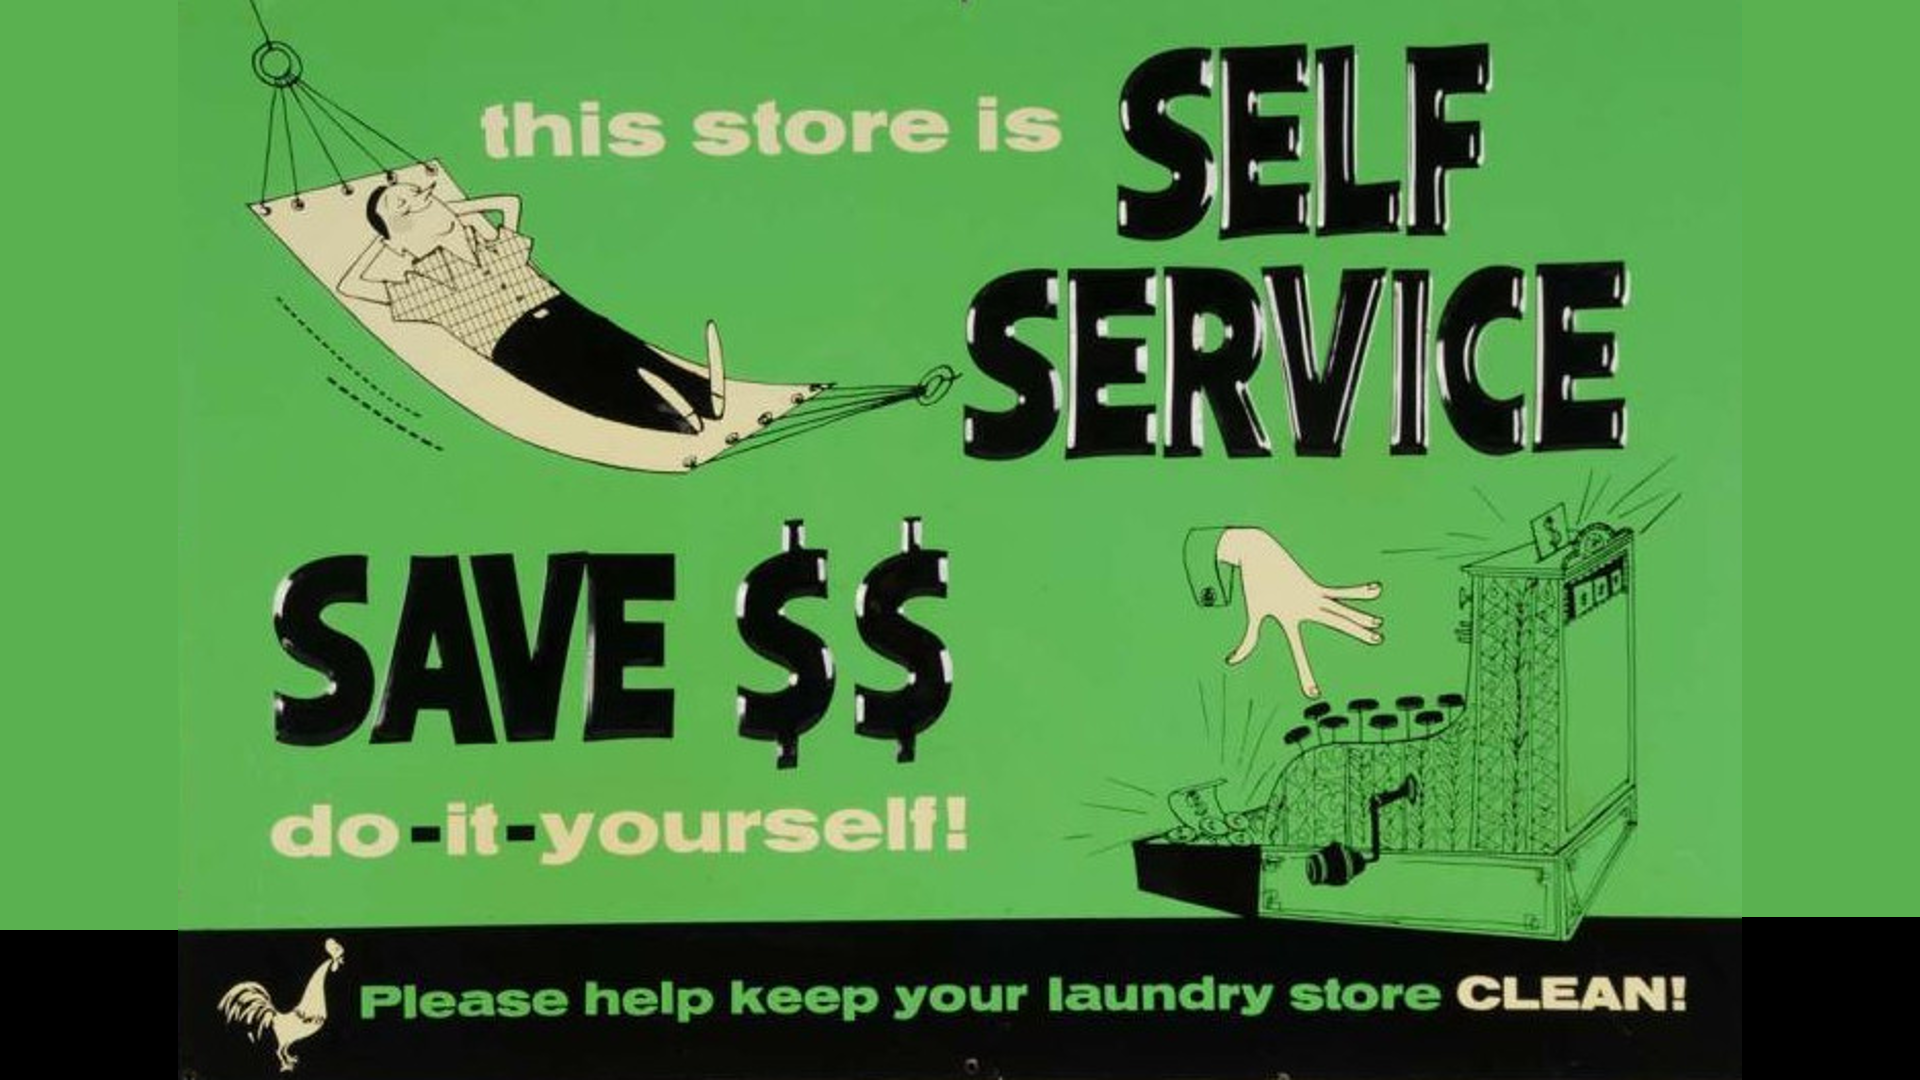 this store is SELF
SERVICE
SAVE $$
do-it-yourself!
Please help keep your laundry store CLEAN!